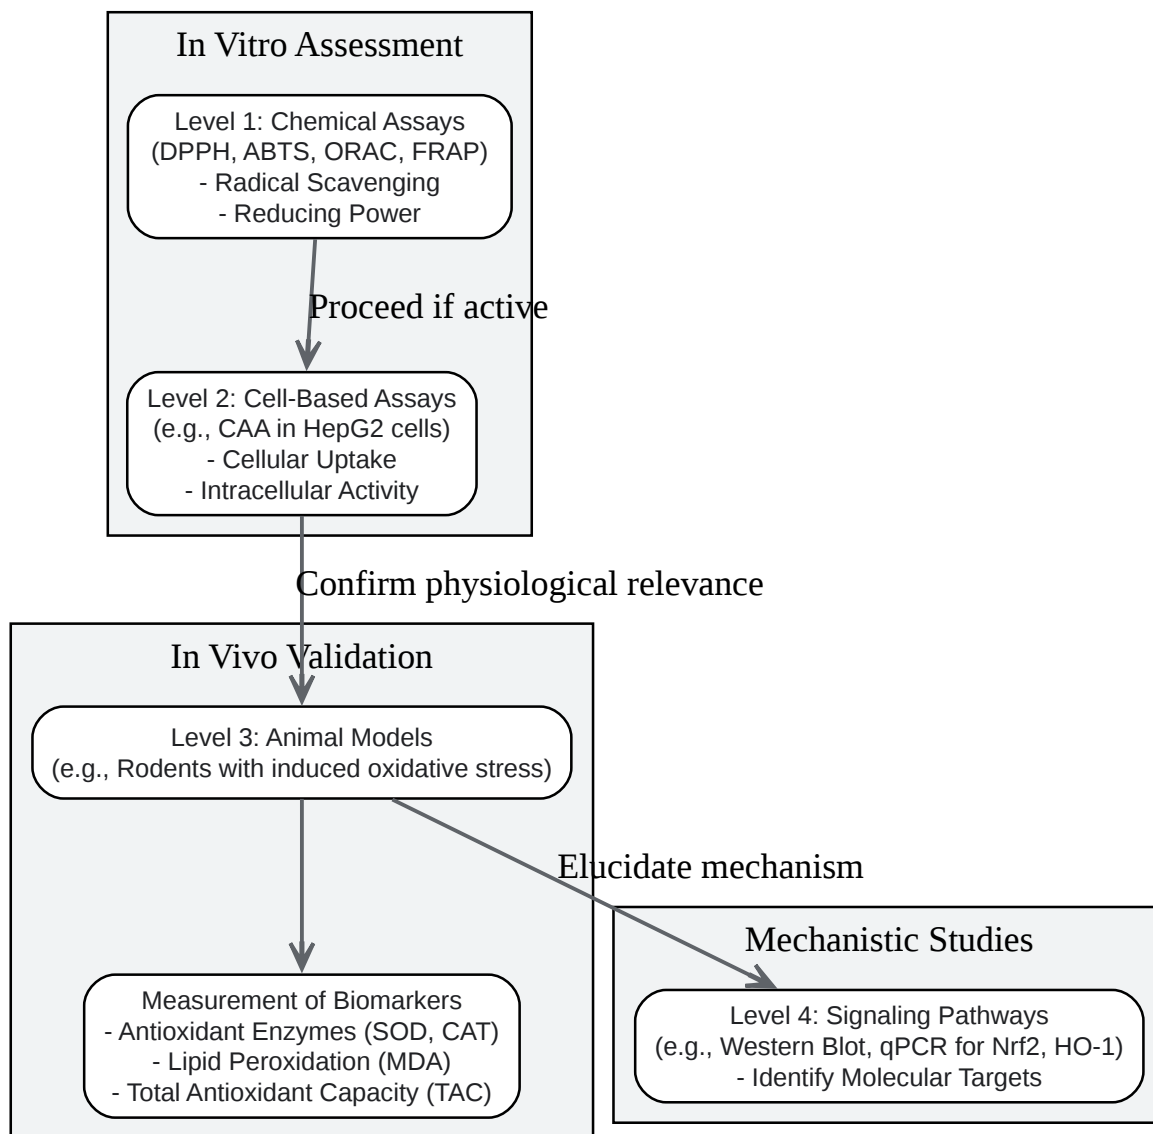 In Vitro Assessment
Level 1: Chemical Assays
(DPPH, ABTS, ORAC, FRAP)
- Radical Scavenging
- Reducing Power
Proceed if active
Level 2: Cell-Based Assays
(e.g., CAA in HepG2 cells)
- Cellular Uptake
- Intracellular Activity
Confirm physiological relevance
In Vivo Validation
Level 3: Animal Models
(e.g., Rodents with induced oxidative stress)
Elucidate mechanism
Measurement of Biomarkers
- Antioxidant Enzymes (SOD, CAT)
- Lipid Peroxidation (MDA)
- Total Antioxidant Capacity (TAC)
Mechanistic Studies
Level 4: Signaling Pathways
(e.g., Western Blot, qPCR for Nrf2, HO-1)
- Identify Molecular Targets